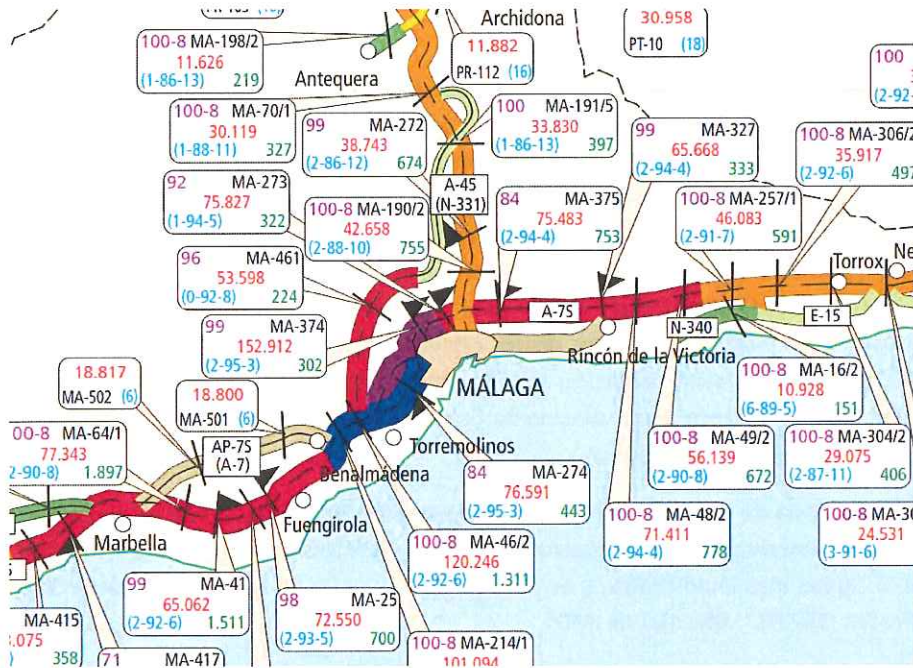 Archidona
30.958
PT-10 (18)
100-8 MA-198/2
11.626
(1-86-13) 219
11.882
PR-112 (16)
100
(2-92-
Antequera
100-8 MA-70/1
30.119
(1-88-11) 327
99 MA-272
38.743
(2-86-12) 674
100 MA-191/5
33.830
(1-86-13) 397
99 MA-327
65.668
(2-94-4) 333
100-8 MA-306/2
35.917
(2-92-6) 497
92 MA-273
75.827
(1-94-5) 322
100-8 MA-190/2
42.658
(2-88-10) 755
A-45
(N-331)
84 MA-375
75.483
(2-94-4) 753
100-8 MA-257/1
46.083
(2-91-7) 591
96 MA-461
53.598
(0-92-8) 224
Torrox
Ne
A-7S
N-340
E-15
99 MA-374
152.912
(2-95-3) 302
Rincón de la Victoria
MÁLAGA
100-8 MA-16/2
10.928
(6-89-5) 151
18.817
MA-502 (6)
18.800
MA-501 (6)
00-8 MA-64/1
77.343
(2-90-8) 1.897
AP-7S
(A-7)
Torremolinos
Benalmádena
84 MA-274
76.591
(2-95-3) 443
100-8 MA-49/2
56.139
(2-90-8) 672
100-8 MA-304/2
29.075
(2-87-11) 406
Fuengirola
Marbella
100-8 MA-46/2
120.246
(2-92-6) 1.311
100-8 MA-48/2
71.411
(2-94-4) 778
100-8 MA-30
24.531
(3-91-6)
99 MA-41
65.062
(2-92-6) 1.511
98 MA-25
72.550
(2-93-5) 700
MA-415
.075
358
71 MA-417
100-8 MA-214/1
101.094